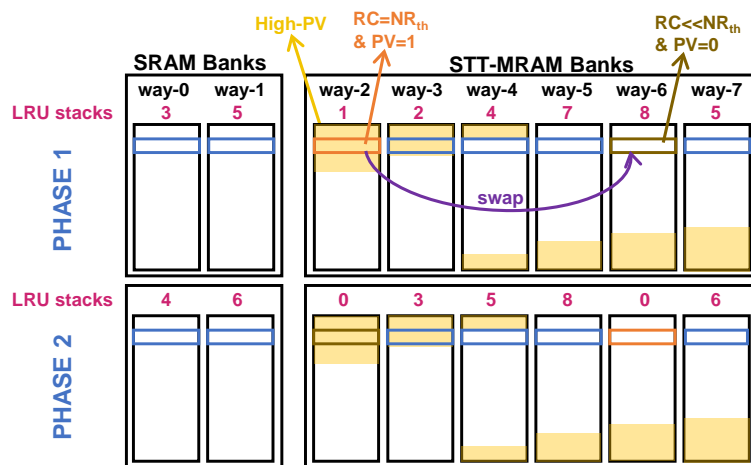 High-PV
RC=NRth
& PV=1
RC<<NRth
& PV=0
SRAM Banks
STT-MRAM Banks
way-0 way-1 way-2 way-3 way-4 way-5 way-6 way-7
LRU stacks 3 5 1 2 4 7 8 5
PHASE 1
swap
LRU stacks 4 6 0 3 5 8 0 6
PHASE 2